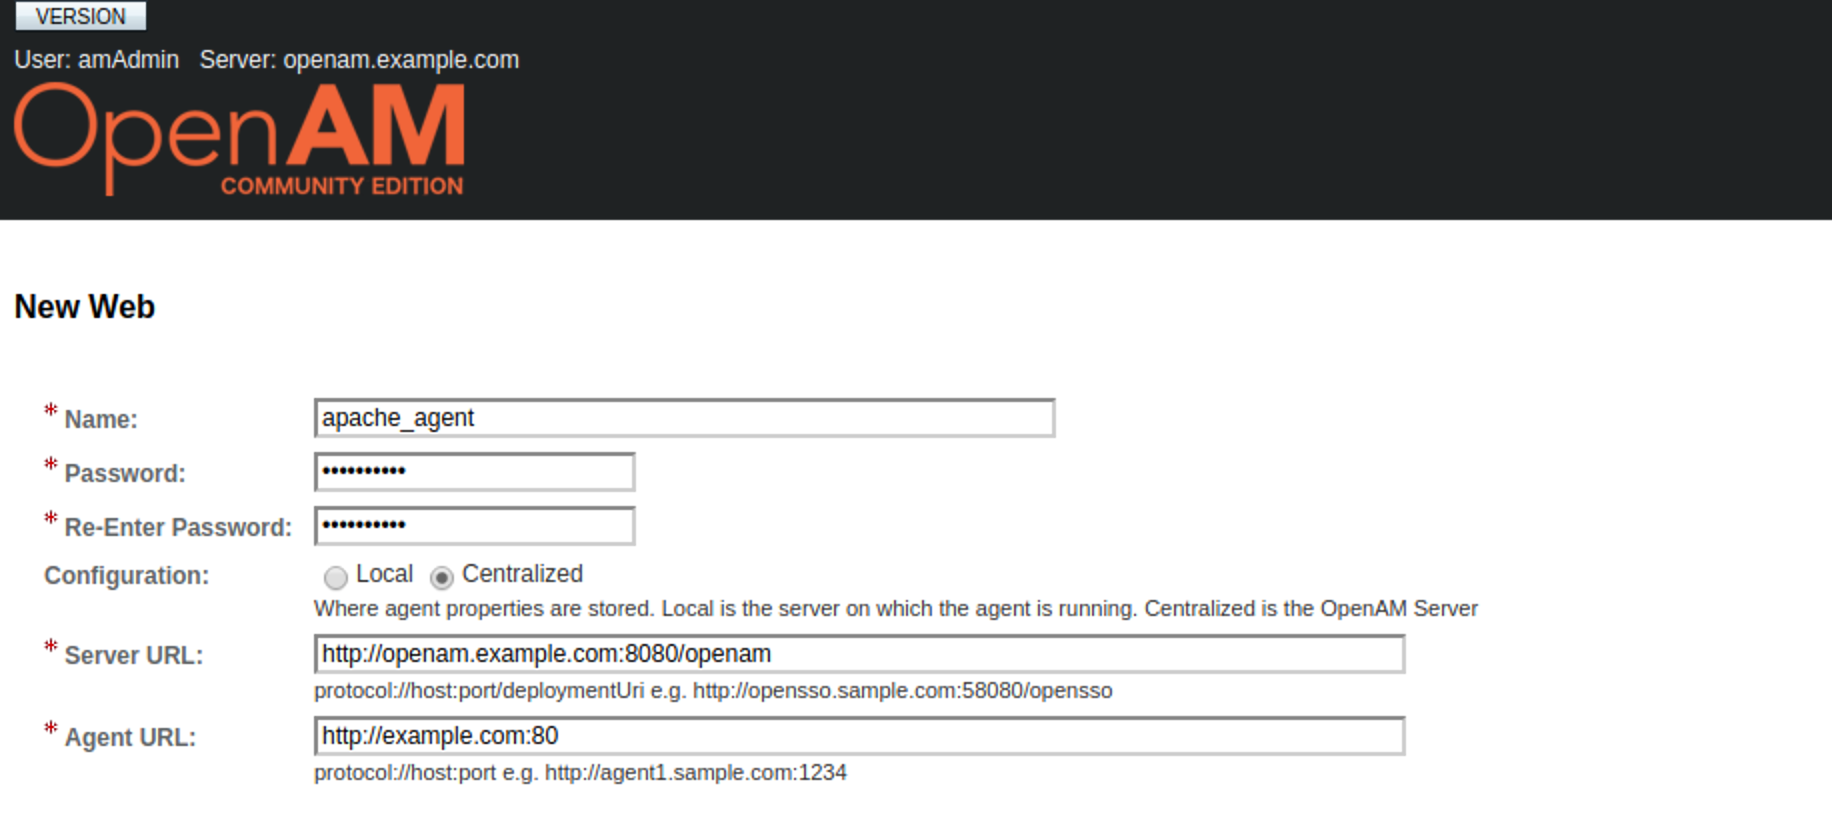 VERSION
User: amAdmin Server: openam.example.com
OpenAM
COMMUNITY EDITION
New Web
* Name: apache_agent
* Password: ••••••••••
* Re-Enter Password: ••••••••••
Configuration: Local Centralized
Where agent properties are stored. Local is the server on which the agent is running. Centralized is the OpenAM Server
* Server URL: http://openam.example.com:8080/openam
protocol://host:port/deploymentUri e.g. http://opensso.sample.com:58080/opensso
* Agent URL: http://example.com:80
protocol://host:port e.g. http://agent1.sample.com:1234